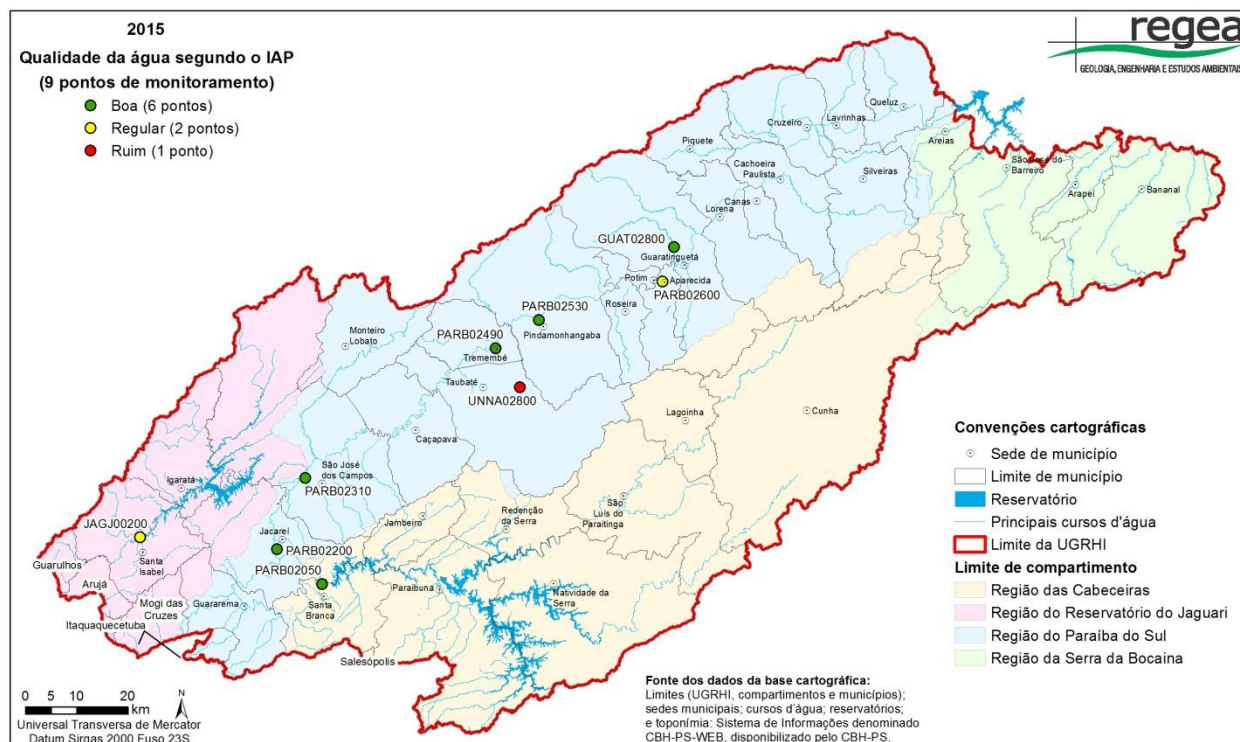 2015
Qualidade da água segundo o IAP
(9 pontos de monitoramento)
Boa (6 pontos)
Regular (2 pontos)
Ruim (1 ponto)
regea
GEOLOGIA, ENGENHARIA E ESTUDOS AMBIENTAIS
Queluz
Lavrinhas
Cruzeiro
Areias
Piquete
Cachoeira
Paulista
Silveiras
São José do
Barreiro
Arapeí
Bananal
Canas
Lorena
GUAT02800
Guaratinguetá
Potim
Aparecida
PARB02600
Roseira
PARB02530
Pindamonhangaba
Monteiro
Lobato
PARB02490
Tremembé
Taubaté
UNNA02800
Lagoinha
Cunha
Caçapava
São José
dos Campos
PARB02310
Igaratá
São
Luís do
Paraitinga
Jambeiro
Redenção
da Serra
JAGJ00200
Jacareí
PARB02200
Santa
Isabel
Guarulhos
PARB02050
Arujá
Paraibuna
Natividade da
Serra
Santa
Branca
Mogi das
Cruzes
Guararema
Itaquaquecetuba
Salesópolis
Convenções cartográficas
Sede de município
Limite de município
Reservatório
Principais cursos d'água
Limite da UGRHI
Limite de compartimento
Região das Cabeceiras
Região do Reservatório do Jaguari
Região do Paraíba do Sul
Região da Serra da Bocaina
0 5 10 20
km
N
Universal Transversa de Mercator
Datum Sirgas 2000 Fuso 23S
Fonte dos dados da base cartográfica:
Limites (UGRHI, compartimentos e municípios);
sedes municipais; cursos d'água; reservatórios;
e toponímia: Sistema de Informações denominado
CBH-PS-WEB, disponibilizado pelo CBH-PS.